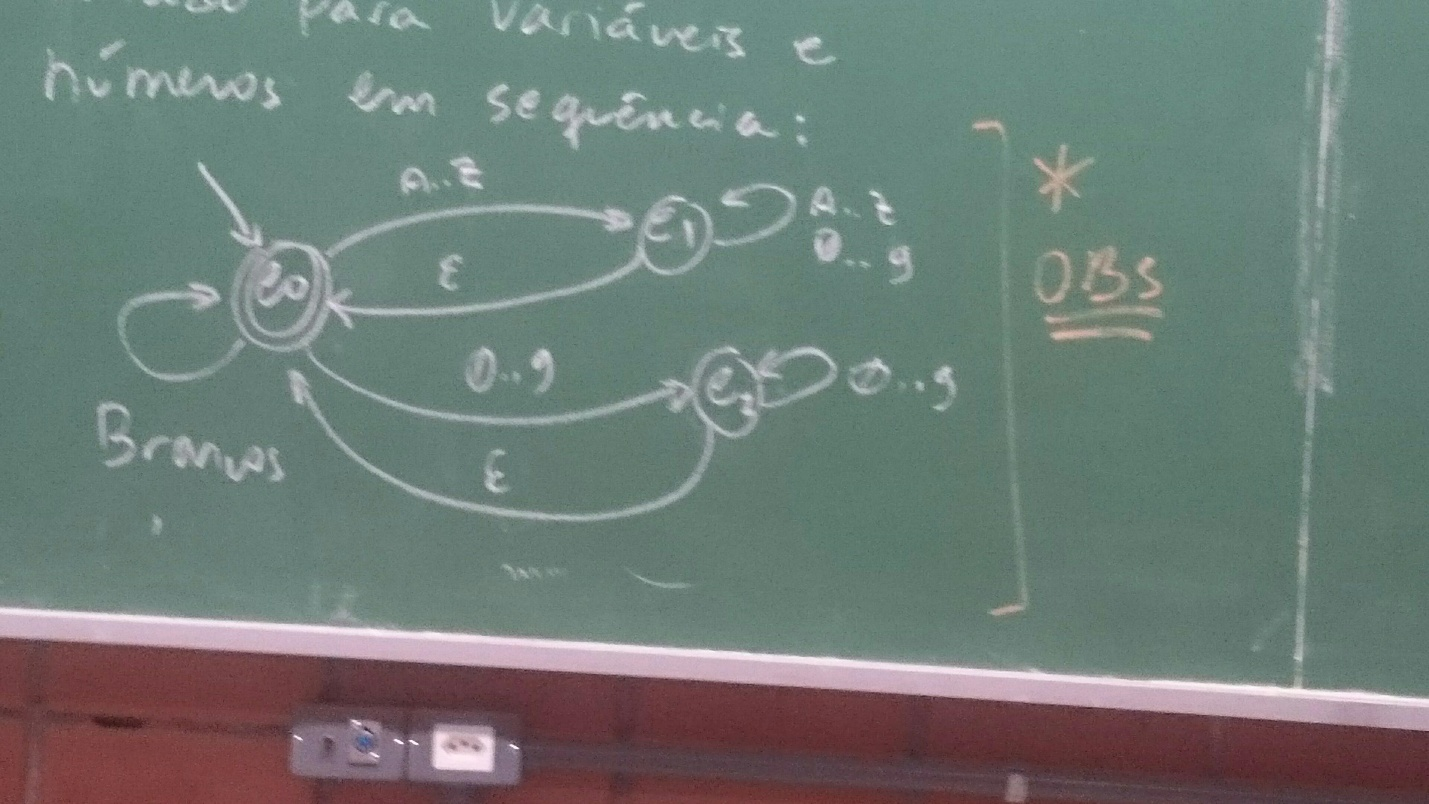 para variáveis e
números em sequência:
A..Z
e1
A..Z
0..9
ε
e0
0..9
e2
0..9
ε
Brancos
*
OBS